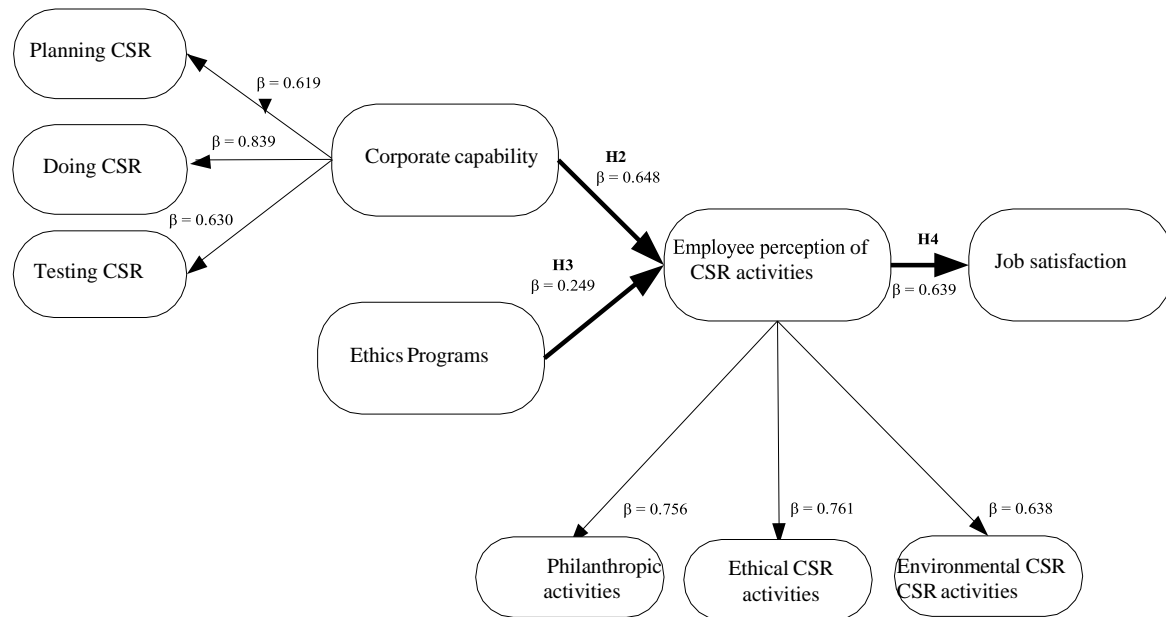 Planning CSR
β = 0.619
Doing CSR
β = 0.839
Testing CSR
β = 0.630
Corporate capability
H2
β = 0.648
H3
β = 0.249
Ethics Programs
Employee perception of
CSR activities
H4
β = 0.639
Job satisfaction
β = 0.756
β = 0.761
β = 0.638
Philanthropic
activities
Ethical CSR
activities
Environmental CSR
CSR activities